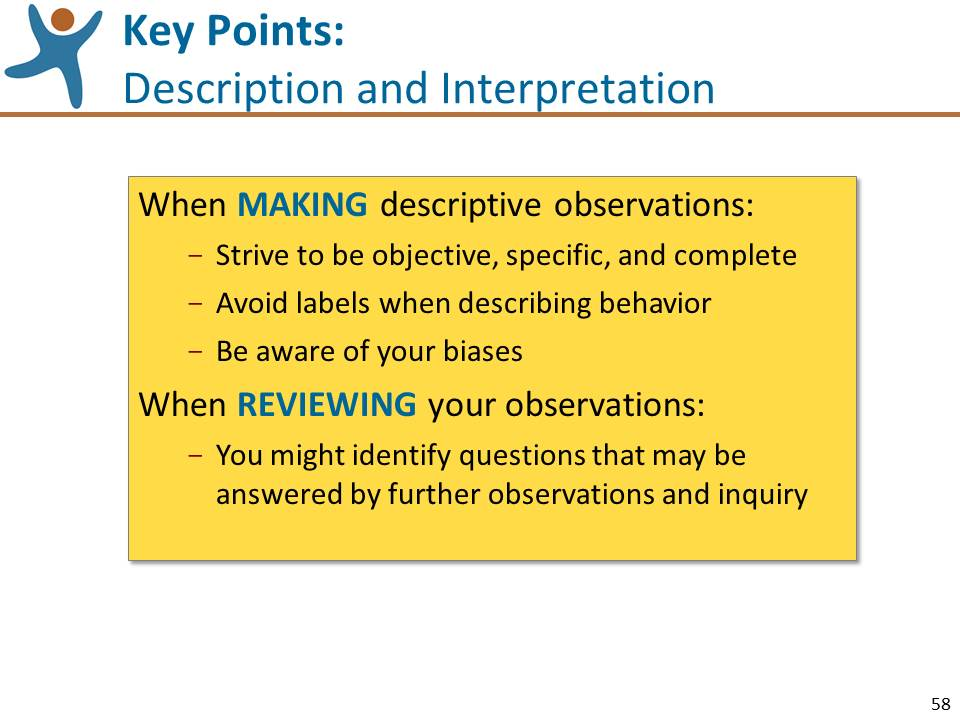 Key Points:
Description and Interpretation
When MAKING descriptive observations:
− Strive to be objective, specific, and complete
− Avoid labels when describing behavior
− Be aware of your biases
When REVIEWING your observations:
− You might identify questions that may be
answered by further observations and inquiry
58